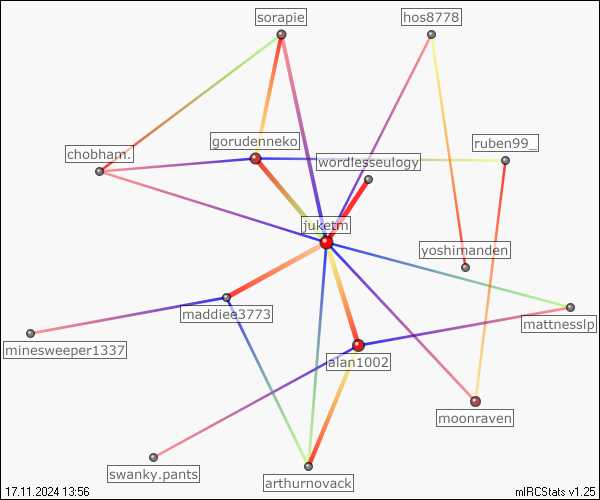 sorapie
hos8778
gorudenneko
ruben99_
chobham.
wordlesseulogy
juketm
yoshimanden
maddiee3773
mattnesslp
minesweeper1337
alan1002
moonraven
swanky.pants
arthurnovack
17.11.2024 13:56
mIRCStats v1.25